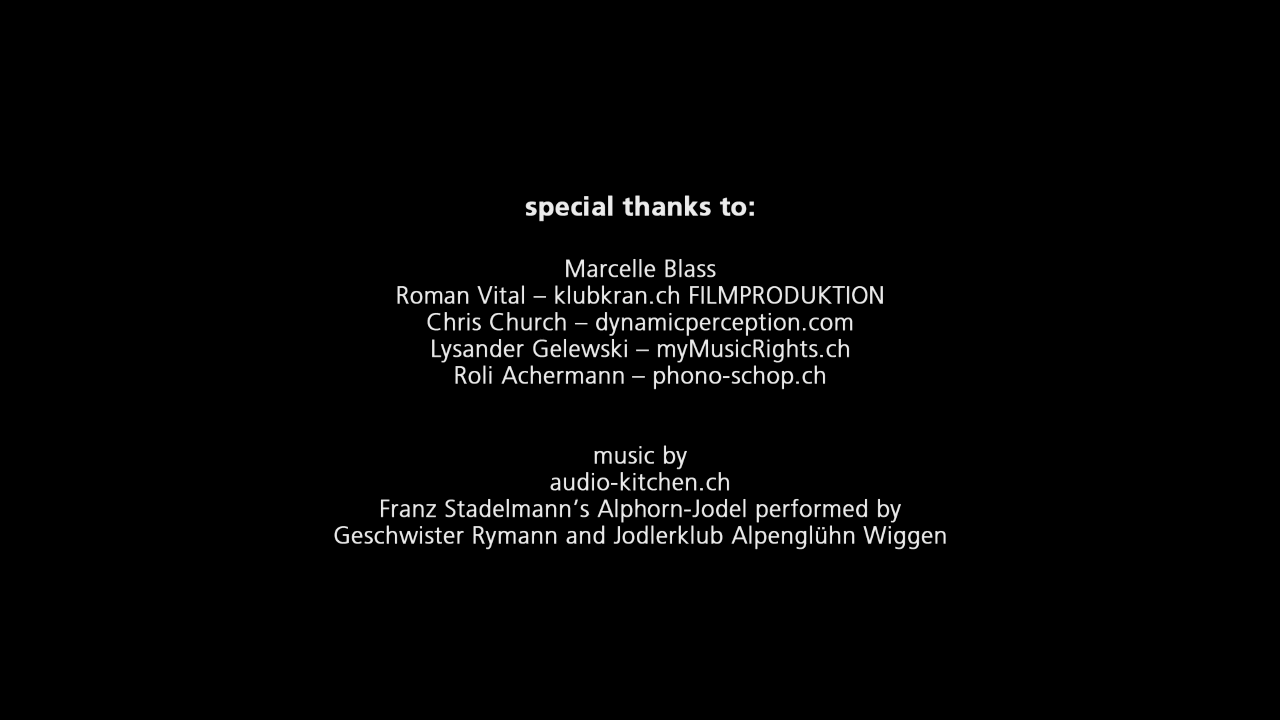 special thanks to:
Marcelle Blass
Roman Vital – klubkran.ch FILMPRODUKTION
Chris Church – dynamicperception.com
Lysander Gelewski – myMusicRights.ch
Roli Achermann – phono-schop.ch
music by
audio-kitchen.ch
Franz Stadelmann’s Alphorn-Jodel performed by
Geschwister Rymann and Jodlerklub Alpenglühn Wiggen